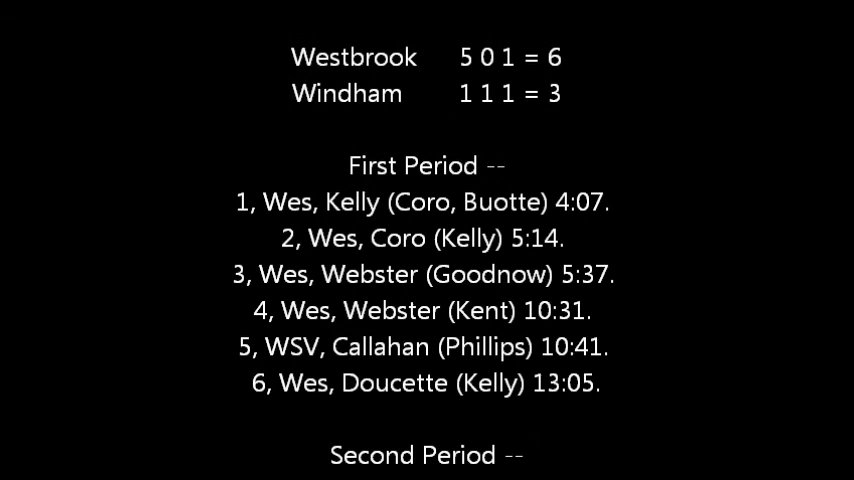 Westbrook 5 0 1 = 6
Windham 1 1 1 = 3
First Period --
1, Wes, Kelly (Coro, Buotte) 4:07.
2, Wes, Coro (Kelly) 5:14.
3, Wes, Webster (Goodnow) 5:37.
4, Wes, Webster (Kent) 10:31.
5, WSV, Callahan (Phillips) 10:41.
6, Wes, Doucette (Kelly) 13:05.
Second Period --